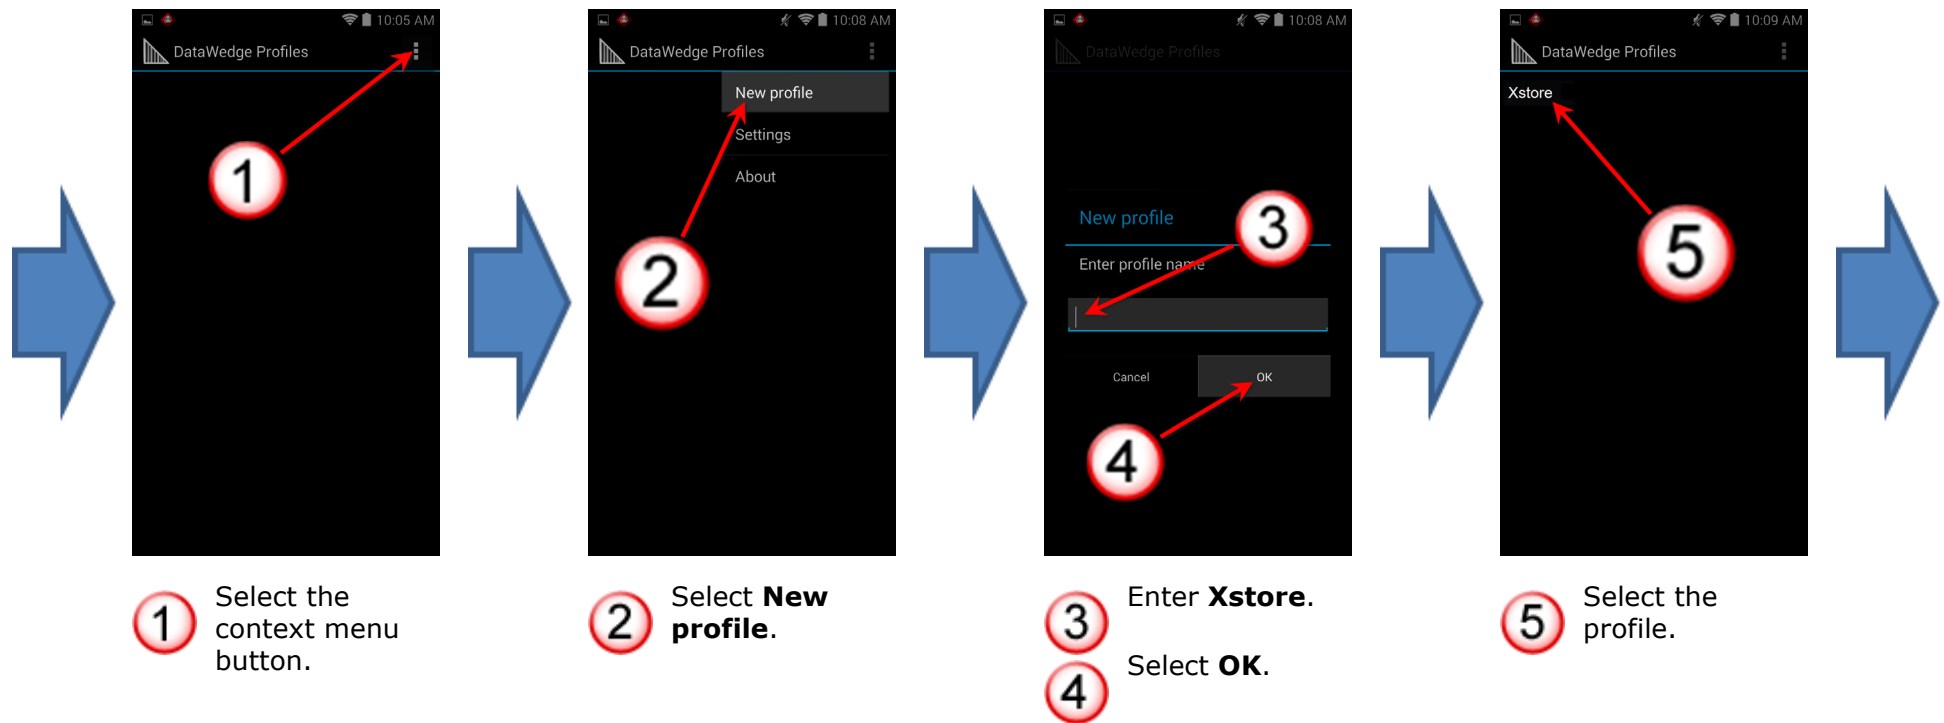 10:05 AM
DataWedge Profiles
1
10:08 AM
DataWedge Profiles
New profile
Settings
About
2
10:08 AM
DataWedge Profiles
New profile
3
Enter profile name
Cancel
OK
4
10:09 AM
DataWedge Profiles
Xstore
5
1
Select the
context menu
button.
2
Select New
profile.
3
Enter Xstore.
4
Select OK.
5
Select the
profile.